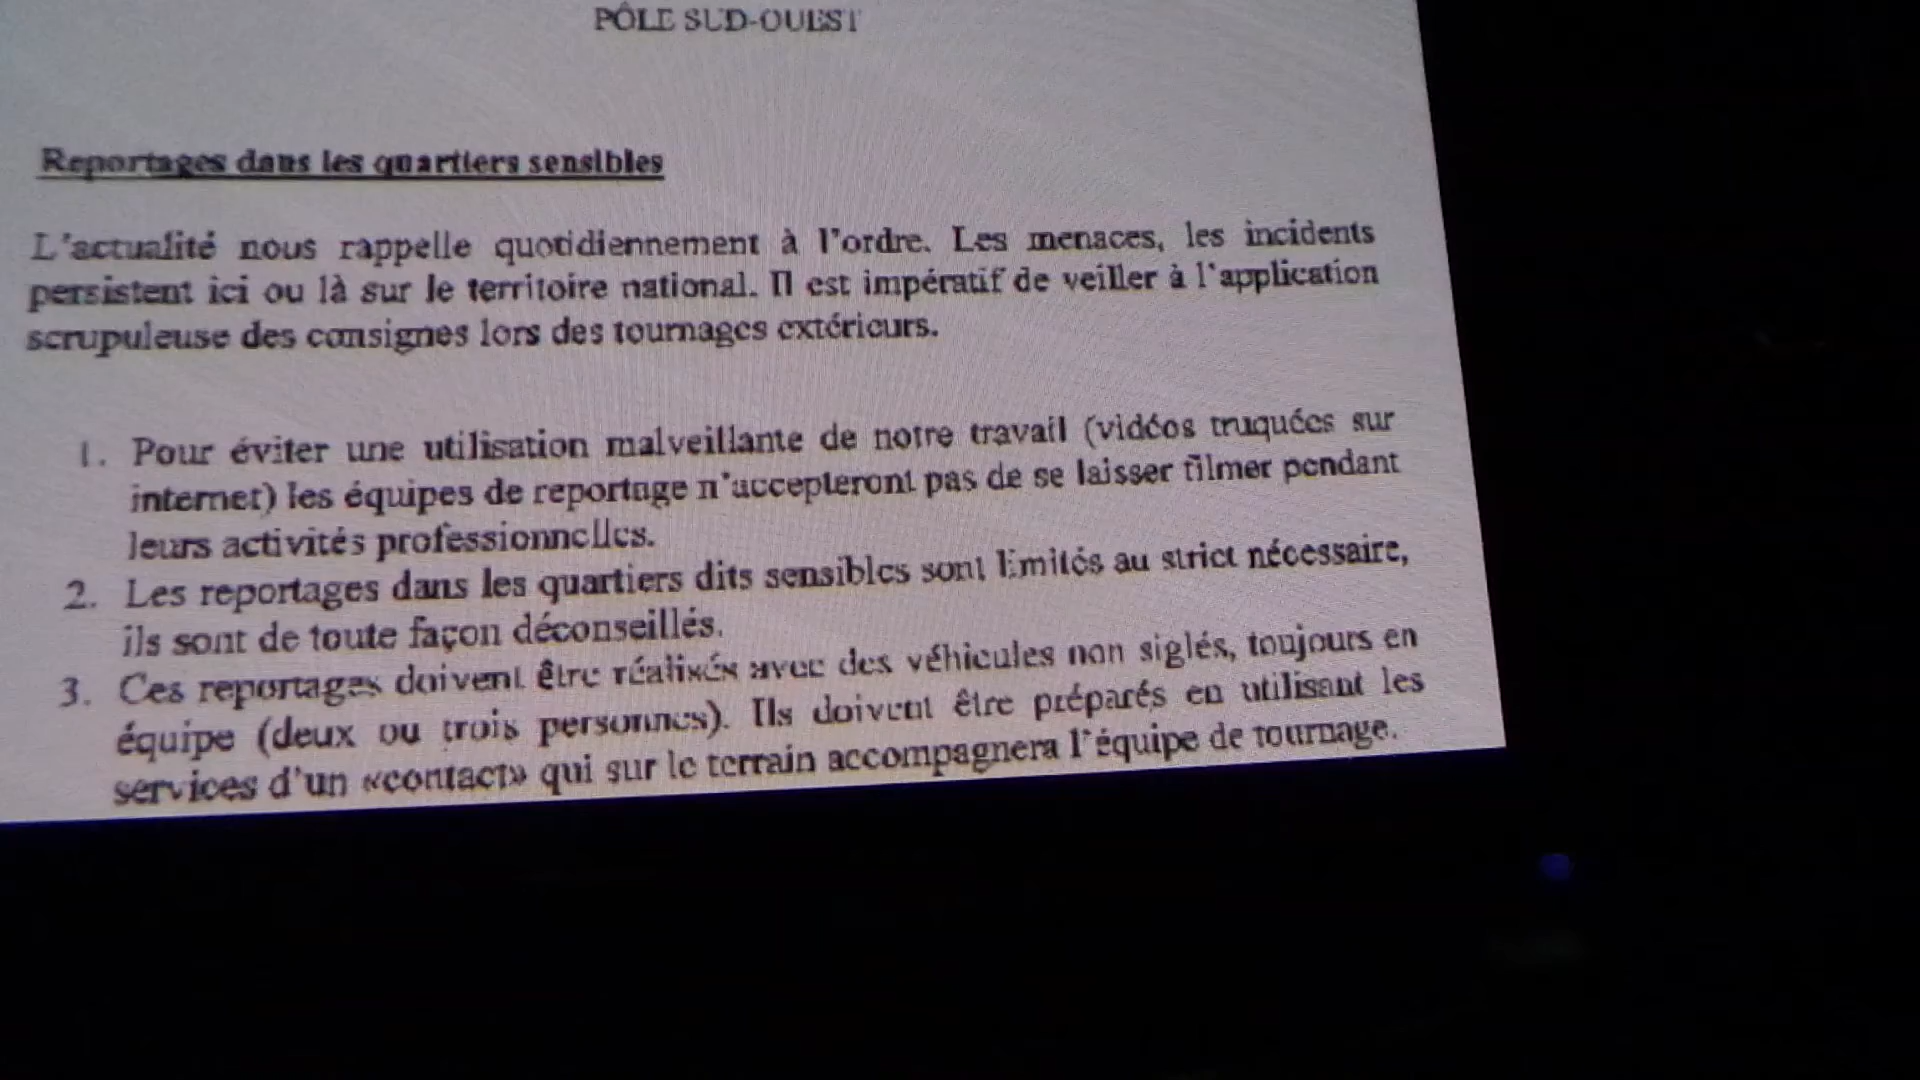 PÔLE SUD-OUEST
Reportages dans les quartiers sensibles
L'actualité nous rappelle quotidiennement à l'ordre. Les menaces, les incidents
persistent ici ou là sur le territoire national. Il est impératif de veiller à l'application
scrupuleuse des consignes lors des tournages extérieurs.
1. Pour éviter une utilisation malveillante de notre travail (vidéos truquées sur
internet) les équipes de reportage n'accepteront pas de se laisser filmer pendant
leurs activités professionnelles.
2. Les reportages dans les quartiers dits sensibles sont limités au strict nécessaire,
ils sont de toute façon déconseillés.
3. Ces reportages doivent être réalisés avec des véhicules non siglés, toujours en
équipe (deux ou trois personnes). Ils doivent être préparés en utilisant les
services d'un «contact» qui sur le terrain accompagnera l'équipe de tournage.